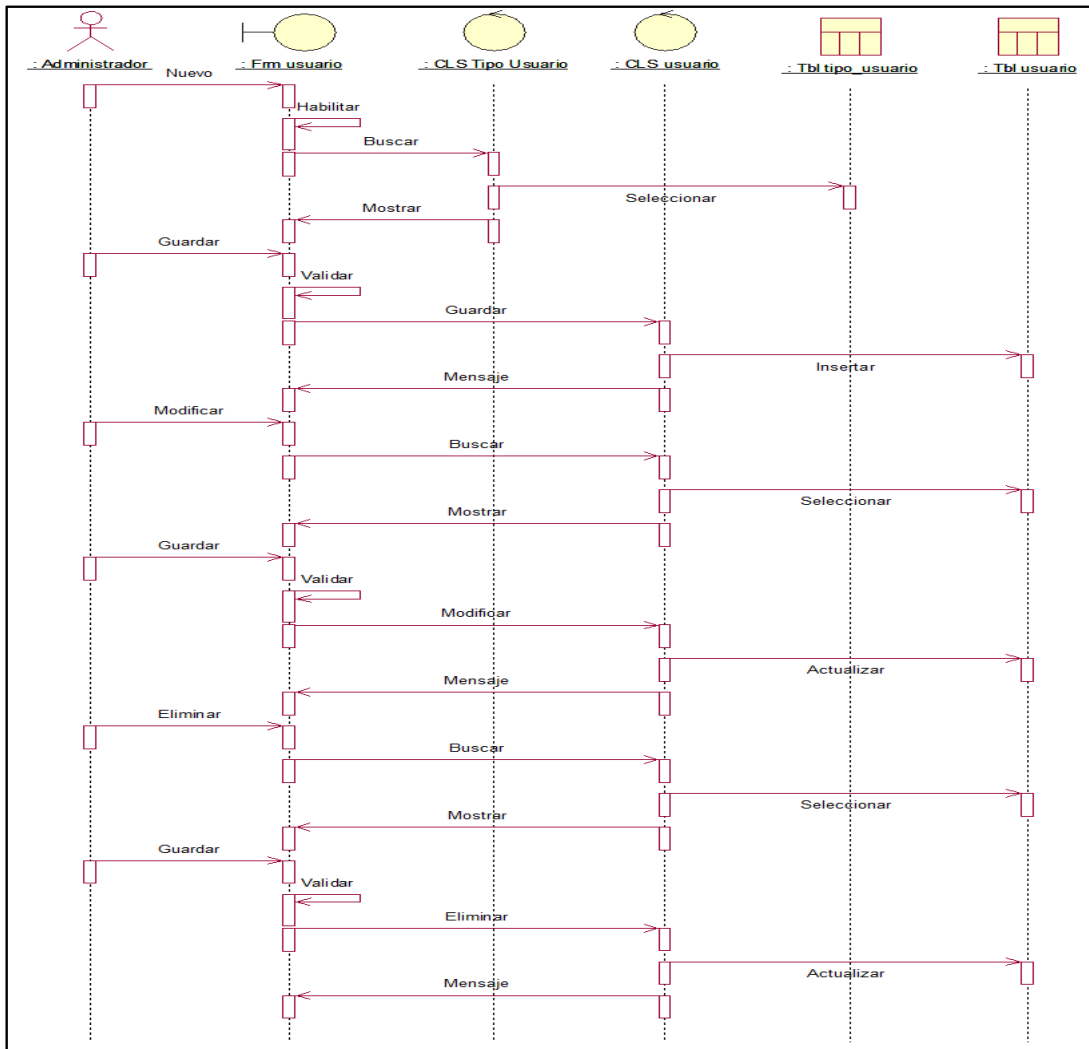 : Administrador
: Frm usuario
: CLS Tipo Usuario
: CLS usuario
: Tbl tipo_usuario
: Tbl usuario
Nuevo
Habilitar
Buscar
Seleccionar
Mostrar
Guardar
Validar
Guardar
Insertar
Mensaje
Modificar
Buscar
Seleccionar
Mostrar
Guardar
Validar
Modificar
Actualizar
Mensaje
Eliminar
Buscar
Seleccionar
Mostrar
Guardar
Validar
Eliminar
Actualizar
Mensaje